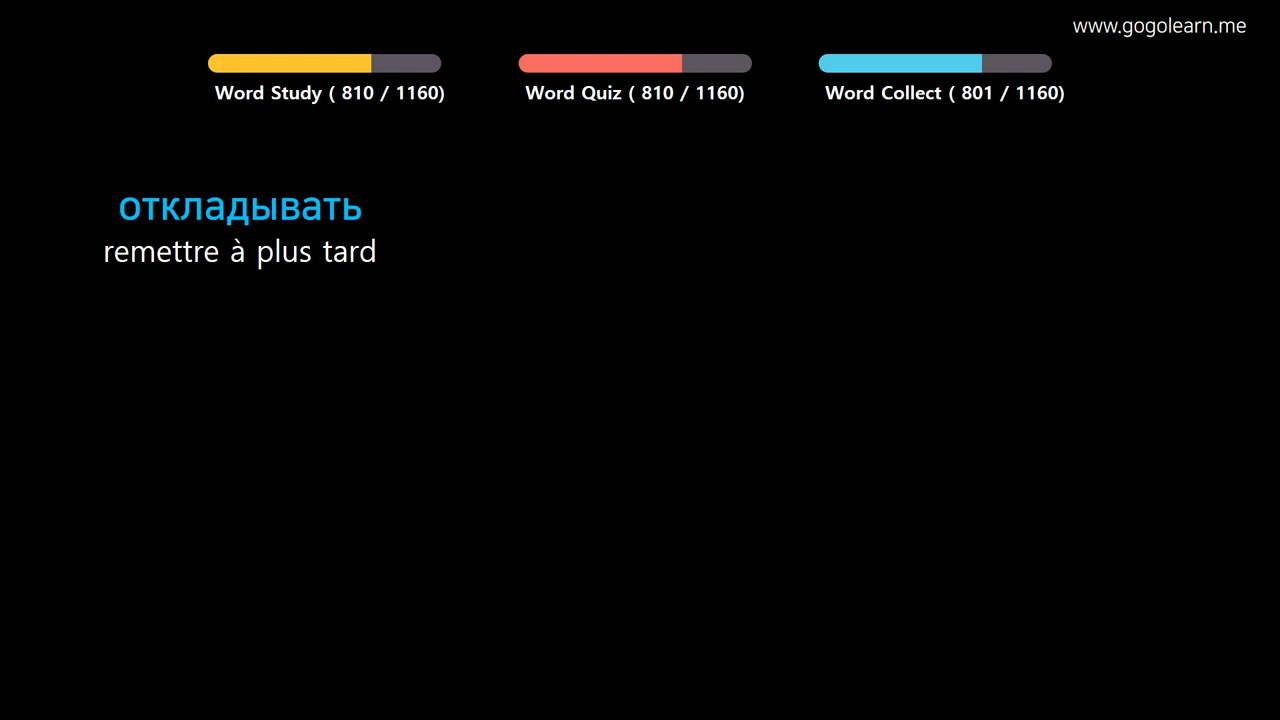 www.gogolearn.me
Word Study ( 810 / 1160)
Word Quiz ( 810 / 1160)
Word Collect ( 801 / 1160)
откладывать
remettre à plus tard